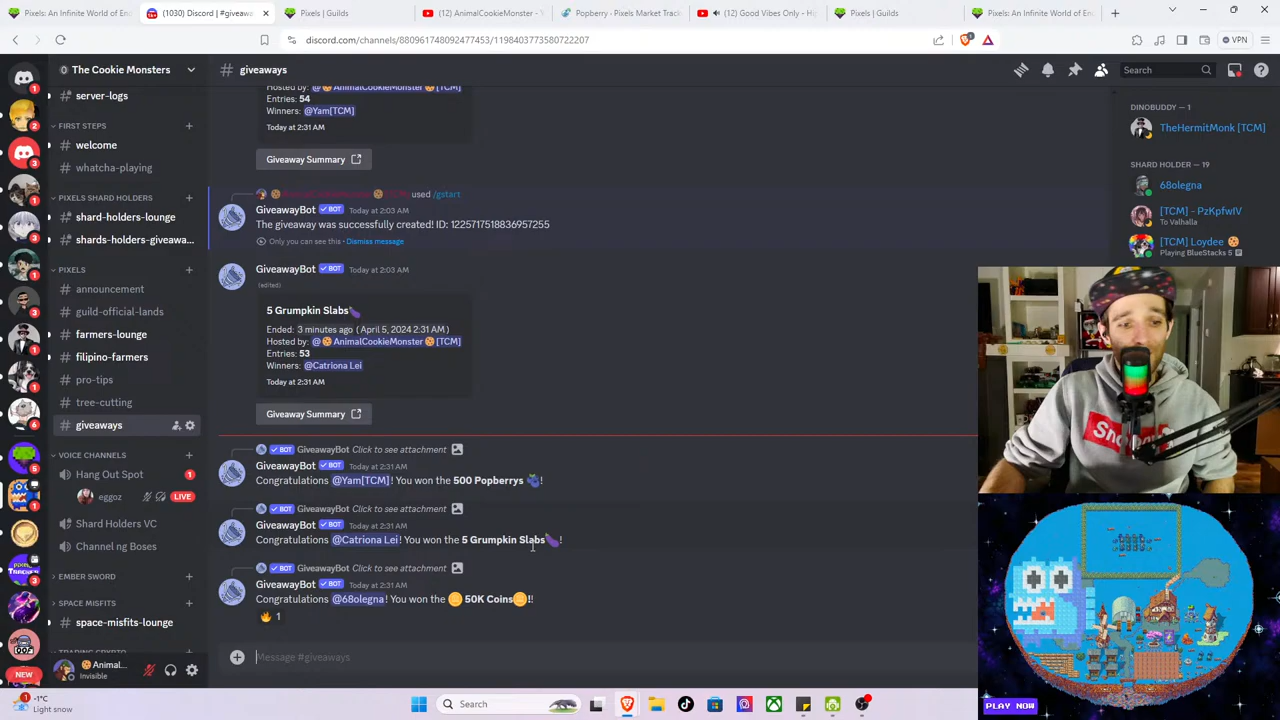 Pixels | Guilds
(1030) Discord | #giveaw
Pixels: An Infinite World of En
Pixels | Guilds
(12) AnimalCookieMonster -
Popberry - Pixels Market Track
(12) Good Vibes Only - Hi
Pixels | Guilds
Pixels: An Infinite World of En
discord.com/channels/880961748092477453/1198403773580722207
VPN
The Cookie Monsters
# giveaways
Search
server-logs
FIRST STEPS
welcome
whatcha-playing
PIXELS SHARD HOLDERS
shard-holders-lounge
shards-holders-giveawa...
PIXELS
announcement
guild-official-lands
farmers-lounge
filipino-farmers
pro-tips
tree-cutting
giveaways
VOICE CHANNELS
Hang Out Spot
1
eggoz
LIVE
Shard Holders VC
Channel ng Boses
EMBER SWORD
SPACE MISFITS
space-misfits-lounge
NEW
Animal...
Invisible
Hosted by: @AnimalCookieMonster [TCM]
Entries: 54
Winners: @Yam[TCM]
Today at 2:31 AM
Giveaway Summary
used /gstart
GiveawayBot BOT Today at 2:03 AM
The giveaway was successfully created! ID: 1225717518836957255
Only you can see this • Dismiss message
GiveawayBot BOT Today at 2:03 AM
(edited)
5 Grumpkin Slabs
Ended: 3 minutes ago (April 5, 2024 2:31 AM)
Hosted by: @AnimalCookieMonster [TCM]
Entries: 53
Winners: @Catriona Lei
Today at 2:31 AM
Giveaway Summary
BOT GiveawayBot Click to see attachment
GiveawayBot BOT Today at 2:31 AM
Congratulations @Yam[TCM]! You won the 500 Popberrys !
BOT GiveawayBot Click to see attachment
GiveawayBot BOT Today at 2:31 AM
Congratulations @Catriona Lei! You won the 5 Grumpkin Slabs !
BOT GiveawayBot Click to see attachment
GiveawayBot BOT Today at 2:31 AM
Congratulations @68olegna! You won the 50K Coins !!
1
Message #giveaways
DINOBUDDY — 1
TheHermitMonk [TCM]
SHARD HOLDER — 19
68olegna
[TCM] - PzKpfwIV
To Valhalla
[TCM] Loydee
Playing BlueStacks 5
PLAY NOW
-1°C
Light snow
Search